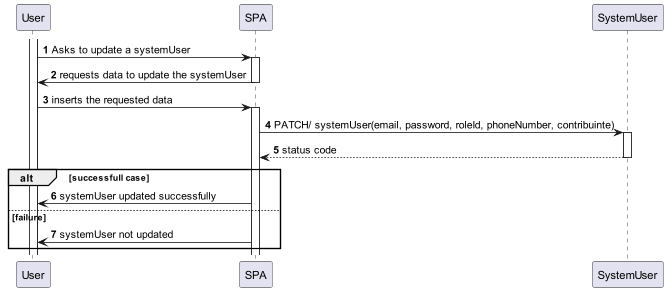 User SPA SystemUser
1 Asks to update a systemUser
2 requests data to update the systemUser
3 inserts the requested data
4 PATCH/ systemUser(email, password, roleId, phoneNumber, contribuinte)
5 status code
alt [successfull case]
6 systemUser updated successfully
[failure]
7 systemUser not updated
User SPA SystemUser